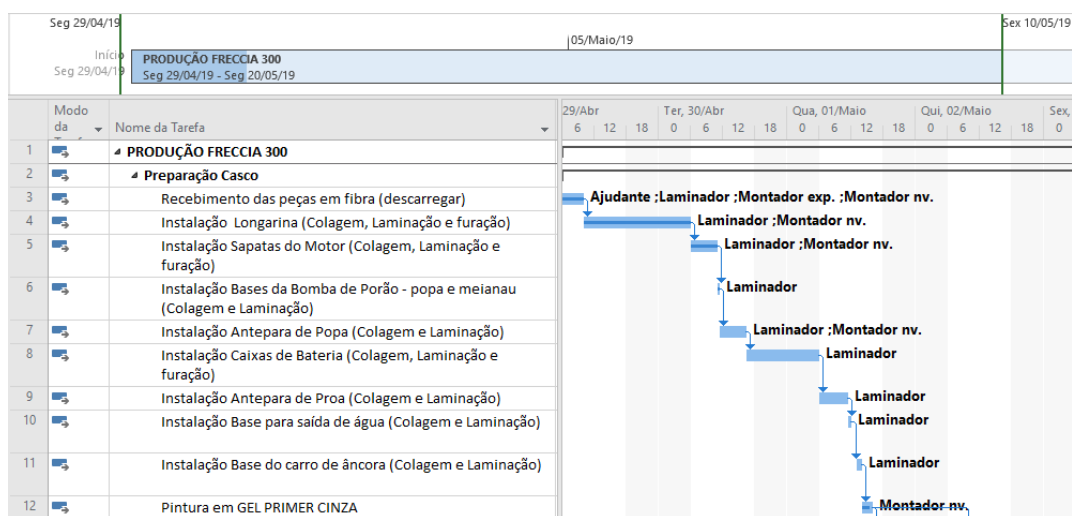 Seg 29/04/19
Sex 10/05/19
05/Maio/19
Início
Seg 29/04/19
PRODUÇÃO FRECCIA 300
Seg 29/04/19 - Seg 20/05/19
Modo
da
Nome da Tarefa
29/Abr Ter, 30/Abr Qua, 01/Maio Qui, 02/Maio Sex,
6 12 18 0 6 12 18 0 6 12 18 0 6 12 18 0
1 PRODUÇÃO FRECCIA 300
2 Preparação Casco
3 Recebimento das peças em fibra (descarregar) Ajudante ;Laminador ;Montador exp. ;Montador nv.
4 Instalação Longarina (Colagem, Laminação e furação) Laminador ;Montador nv.
5 Instalação Sapatas do Motor (Colagem, Laminação e Laminador ;Montador nv.
furação)
6 Instalação Bases da Bomba de Porão - popa e meianau Laminador
(Colagem e Laminação)
7 Instalação Antepara de Popa (Colagem e Laminação) Laminador ;Montador nv.
8 Instalação Caixas de Bateria (Colagem, Laminação e Laminador
furação)
9 Instalação Antepara de Proa (Colagem e Laminação) Laminador
10 Instalação Base para saída de água (Colagem e Laminação) Laminador
11 Instalação Base do carro de âncora (Colagem e Laminação) Laminador
12 Pintura em GEL PRIMER CINZA Montador nv.